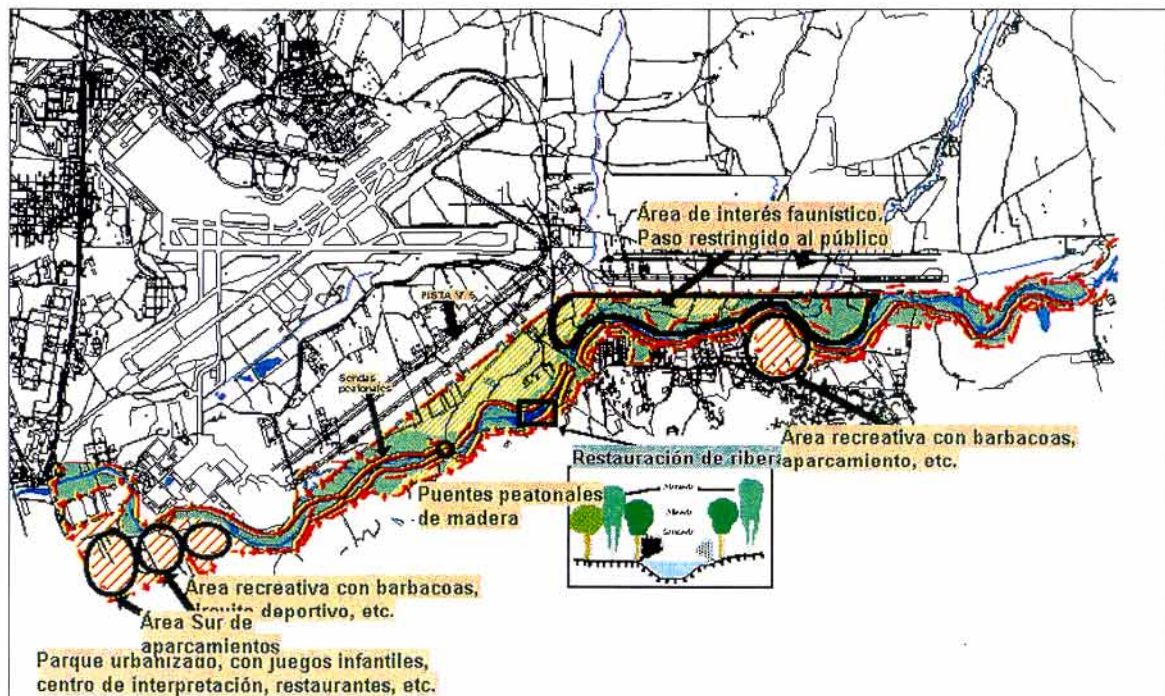 Área de interés faunístico.
Paso restringido al público
PISTA V. 5
Sendas
peatonales
Área recreativa con barbacoas,
aparcamiento, etc.
Restauración de ribera
Puentes peatonales
de madera
Área recreativa con barbacoas,
circuito deportivo, etc.
Área Sur de
aparcamientos
Parque urbanizado, con juegos infantiles,
centro de interpretación, restaurantes, etc.